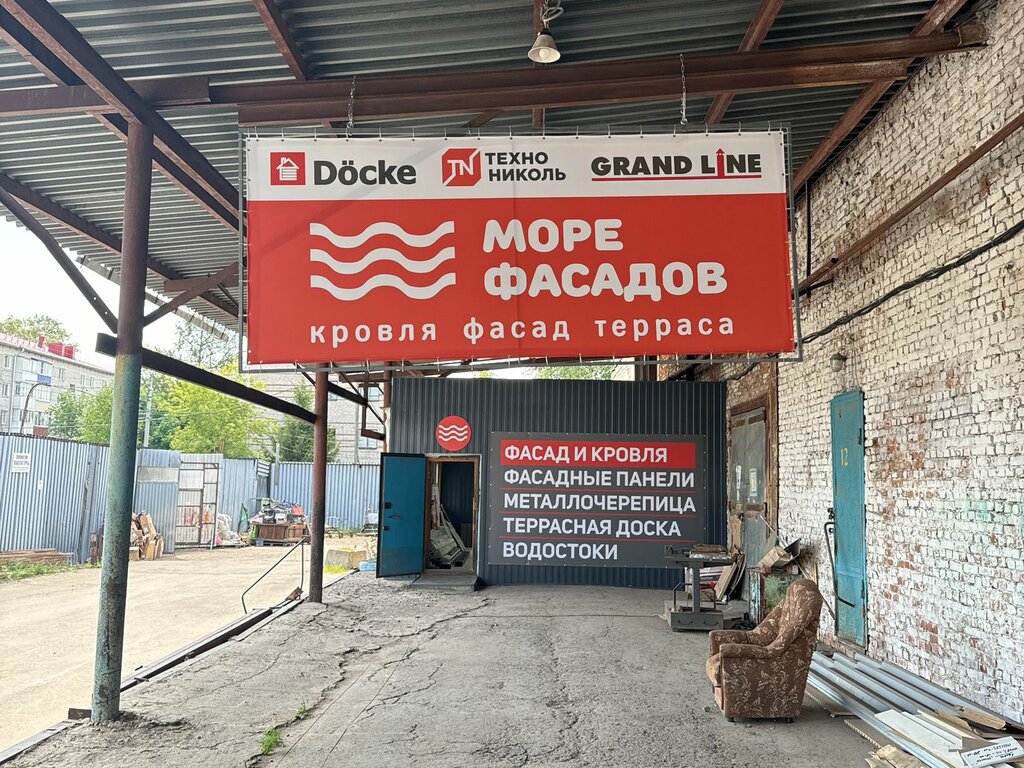 Döcke
TN
ТЕХНО
НИКОЛЬ
GRAND LINE
МОРЕ
ФАСАДОВ
кровля фасад терраса
ФАСАД И КРОВЛЯ
ФАСАДНЫЕ ПАНЕЛИ
МЕТАЛЛОЧЕРЕПИЦА
ТЕРРАСНАЯ ДОСКА
ВОДОСТОКИ
12